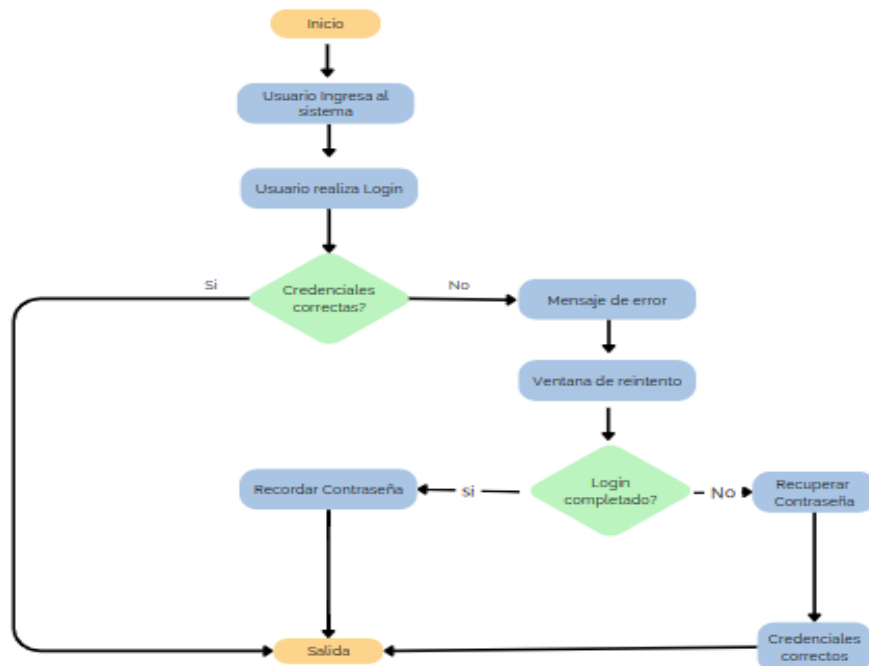 Inicio
Usuario Ingresa al
sistema
Usuario realiza Login
Si
Credenciales
correctas?
No
Mensaje de error
Ventana de reintento
Recordar Contraseña
si
Login
completado?
No
Recuperar
Contraseña
Salida
Credenciales
correctos